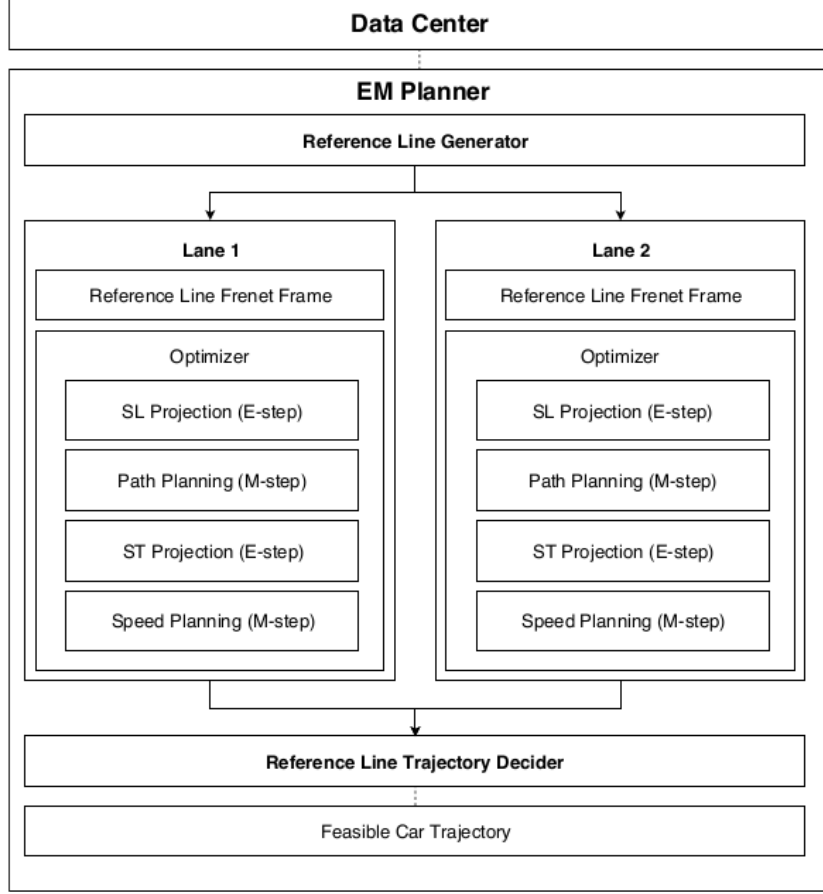 Data Center
EM Planner
Reference Line Generator
Lane 1
Reference Line Frenet Frame
Optimizer
SL Projection (E-step)
Path Planning (M-step)
ST Projection (E-step)
Speed Planning (M-step)
Lane 2
Reference Line Frenet Frame
Optimizer
SL Projection (E-step)
Path Planning (M-step)
ST Projection (E-step)
Speed Planning (M-step)
Reference Line Trajectory Decider
Feasible Car Trajectory